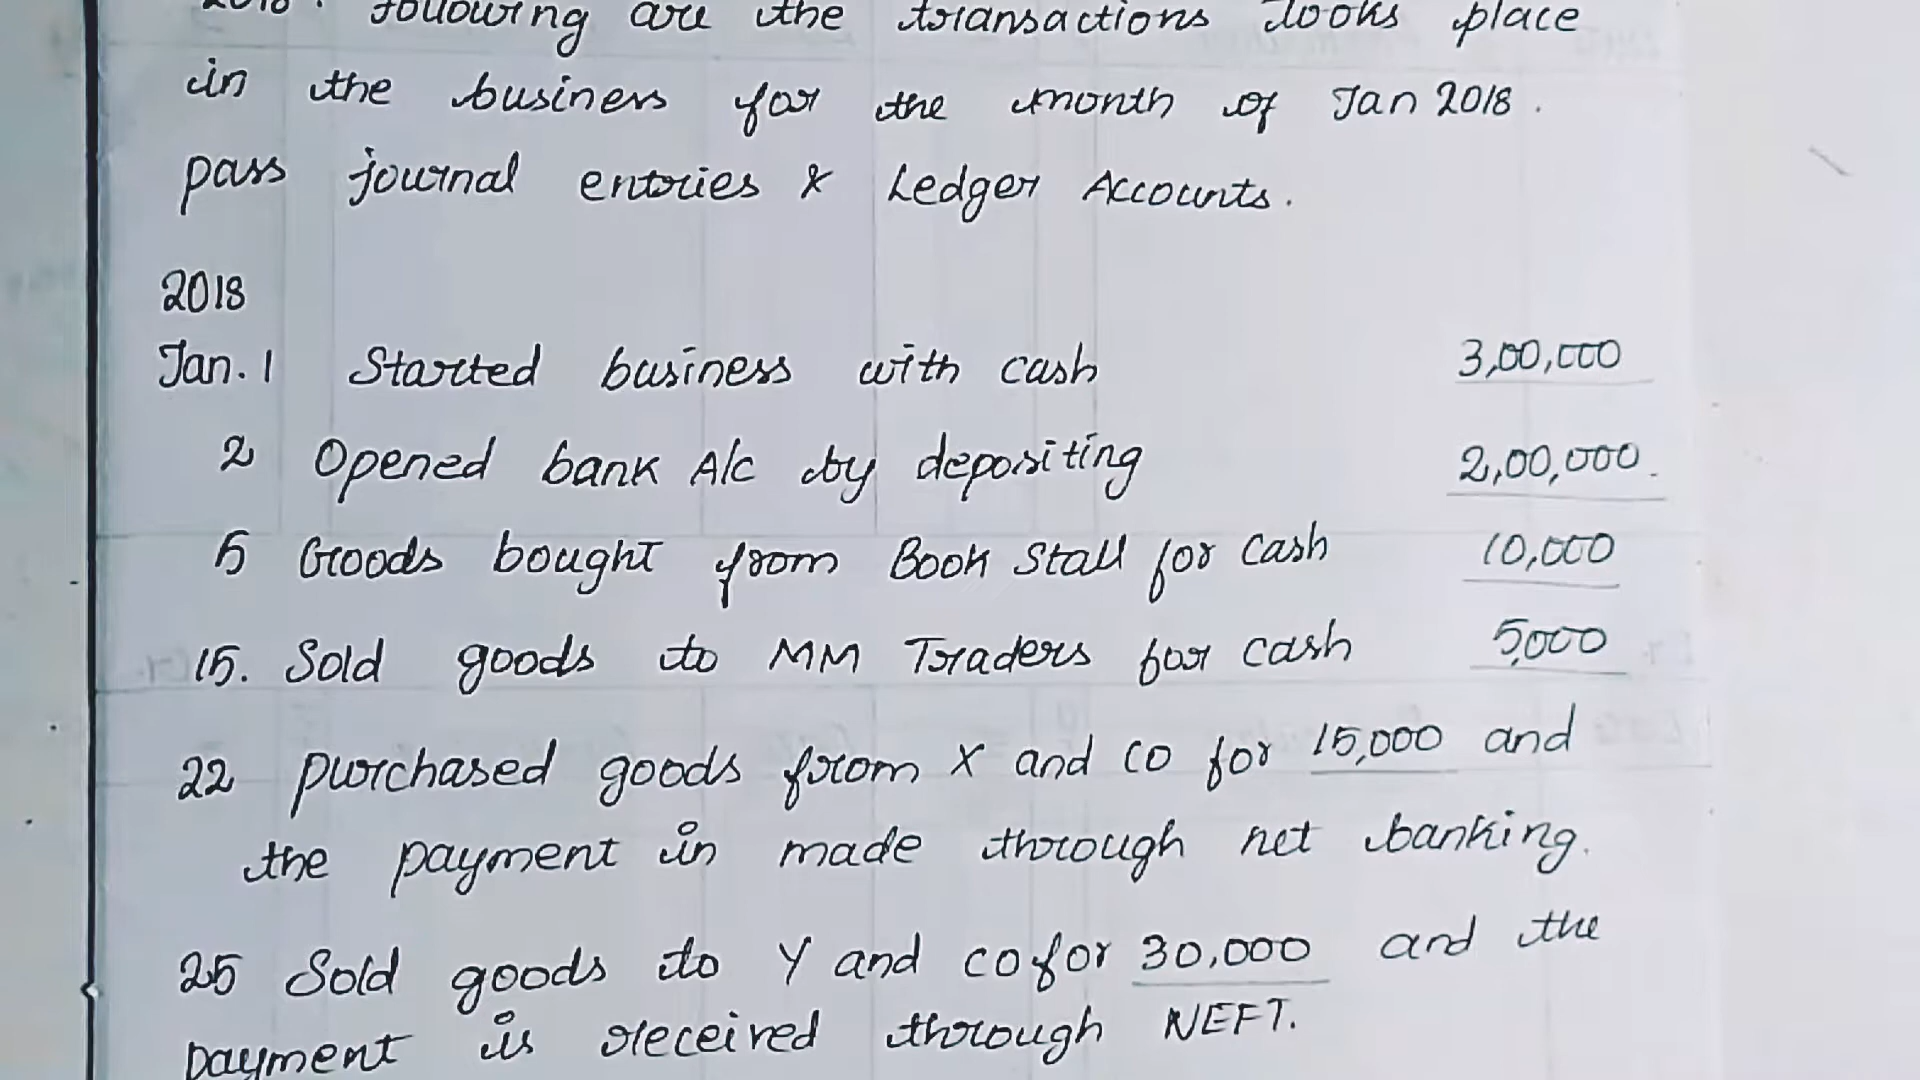 2018. Following are the transactions tooks place
in the business for the month of Jan 2018.
pass journal entries & Ledger Accounts.
2018
Jan. 1 Started business with cash 3,00,000
2 Opened bank A/c by depositing 2,00,000.
5 Goods bought from Book Stall for cash 10,000
15. Sold goods to MM Traders for cash 5,000
22 purchased goods from X and co for 15,000 and
the payment in made through net banking.
25 Sold goods to Y and co for 30,000 and the
payment is received through NEFT.